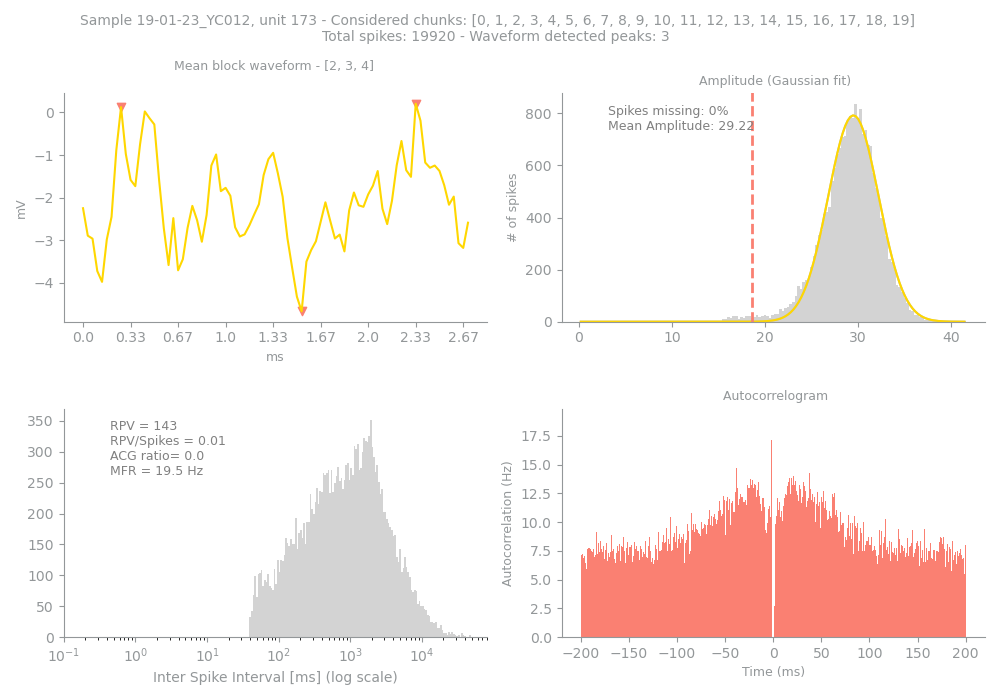 Sample 19-01-23_YC012, unit 173 - Considered chunks: [0, 1, 2, 3, 4, 5, 6, 7, 8, 9, 10, 11, 12, 13, 14, 15, 16, 17, 18, 19]
Total spikes: 19920 - Waveform detected peaks: 3
Mean block waveform - [2, 3, 4]
0
−1
−2
−3
−4
mV
0.0 0.33 0.67 1.0 1.33 1.67 2.0 2.33 2.67
ms
Amplitude (Gaussian fit)
Spikes missing: 0%
Mean Amplitude: 29.22
800
600
400
200
0
# of spikes
0 10 20 30 40
350
300
250
200
150
100
50
0
RPV = 143
RPV/Spikes = 0.01
ACG ratio= 0.0
MFR = 19.5 Hz
10⁻¹ 10⁰ 10¹ 10² 10³ 10⁴
Inter Spike Interval [ms] (log scale)
Autocorrelogram
17.5
15.0
12.5
10.0
7.5
5.0
2.5
0.0
Autocorrelation (Hz)
−200 −150 −100 −50 0 50 100 150 200
Time (ms)